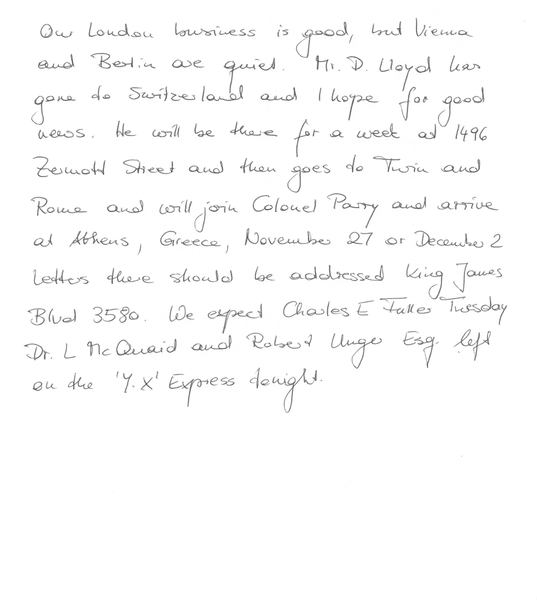 Our London bussiness is good, but Vienna
and Berlin are quiet. Mr. D. Lloyd has
gone to Switzerland and I hope for good
news. He will be there for a week at 1496
Zermott Street and then goes to Turin and
Rome and will join Colonel Parry and arrive
at Athens, Greece, November 27 or December 2
Letters there should be addressed King James
Blvd 3580. We expect Charles E Fuller Tuesday
Dr. L McQuaid and Robert Unger Esq. left
on the 'Y.X' Express tonight.